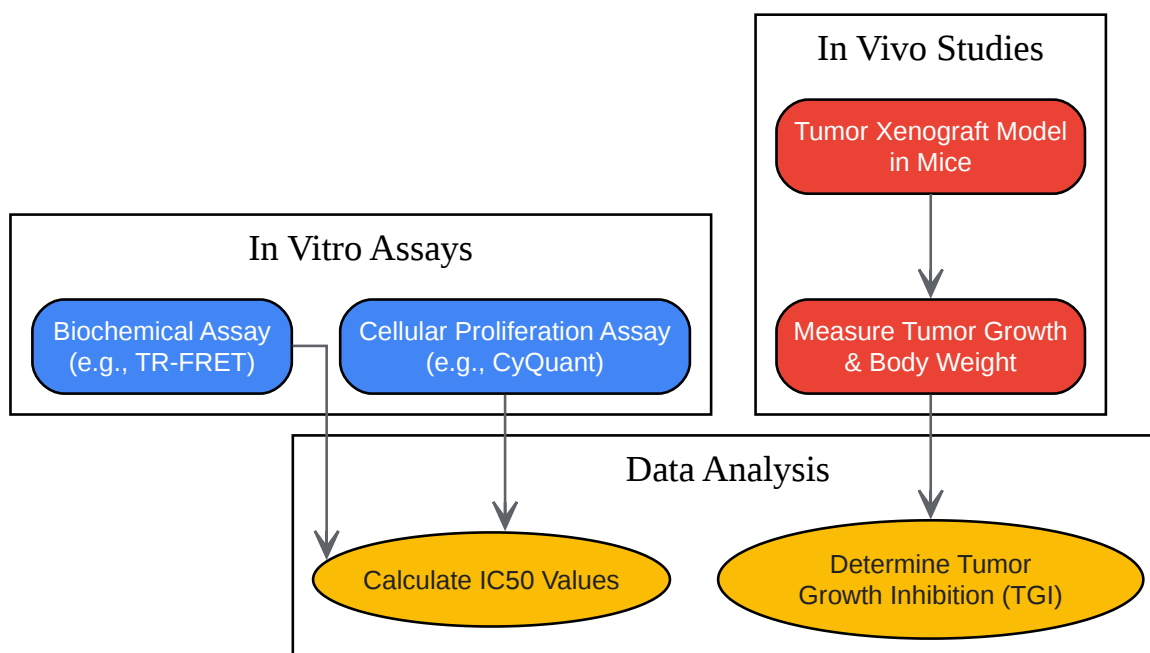 In Vivo Studies
Tumor Xenograft Model
in Mice
In Vitro Assays
Biochemical Assay
(e.g., TR-FRET)
Cellular Proliferation Assay
(e.g., CyQuant)
Measure Tumor Growth
& Body Weight
Data Analysis
Calculate IC50 Values
Determine Tumor
Growth Inhibition (TGI)